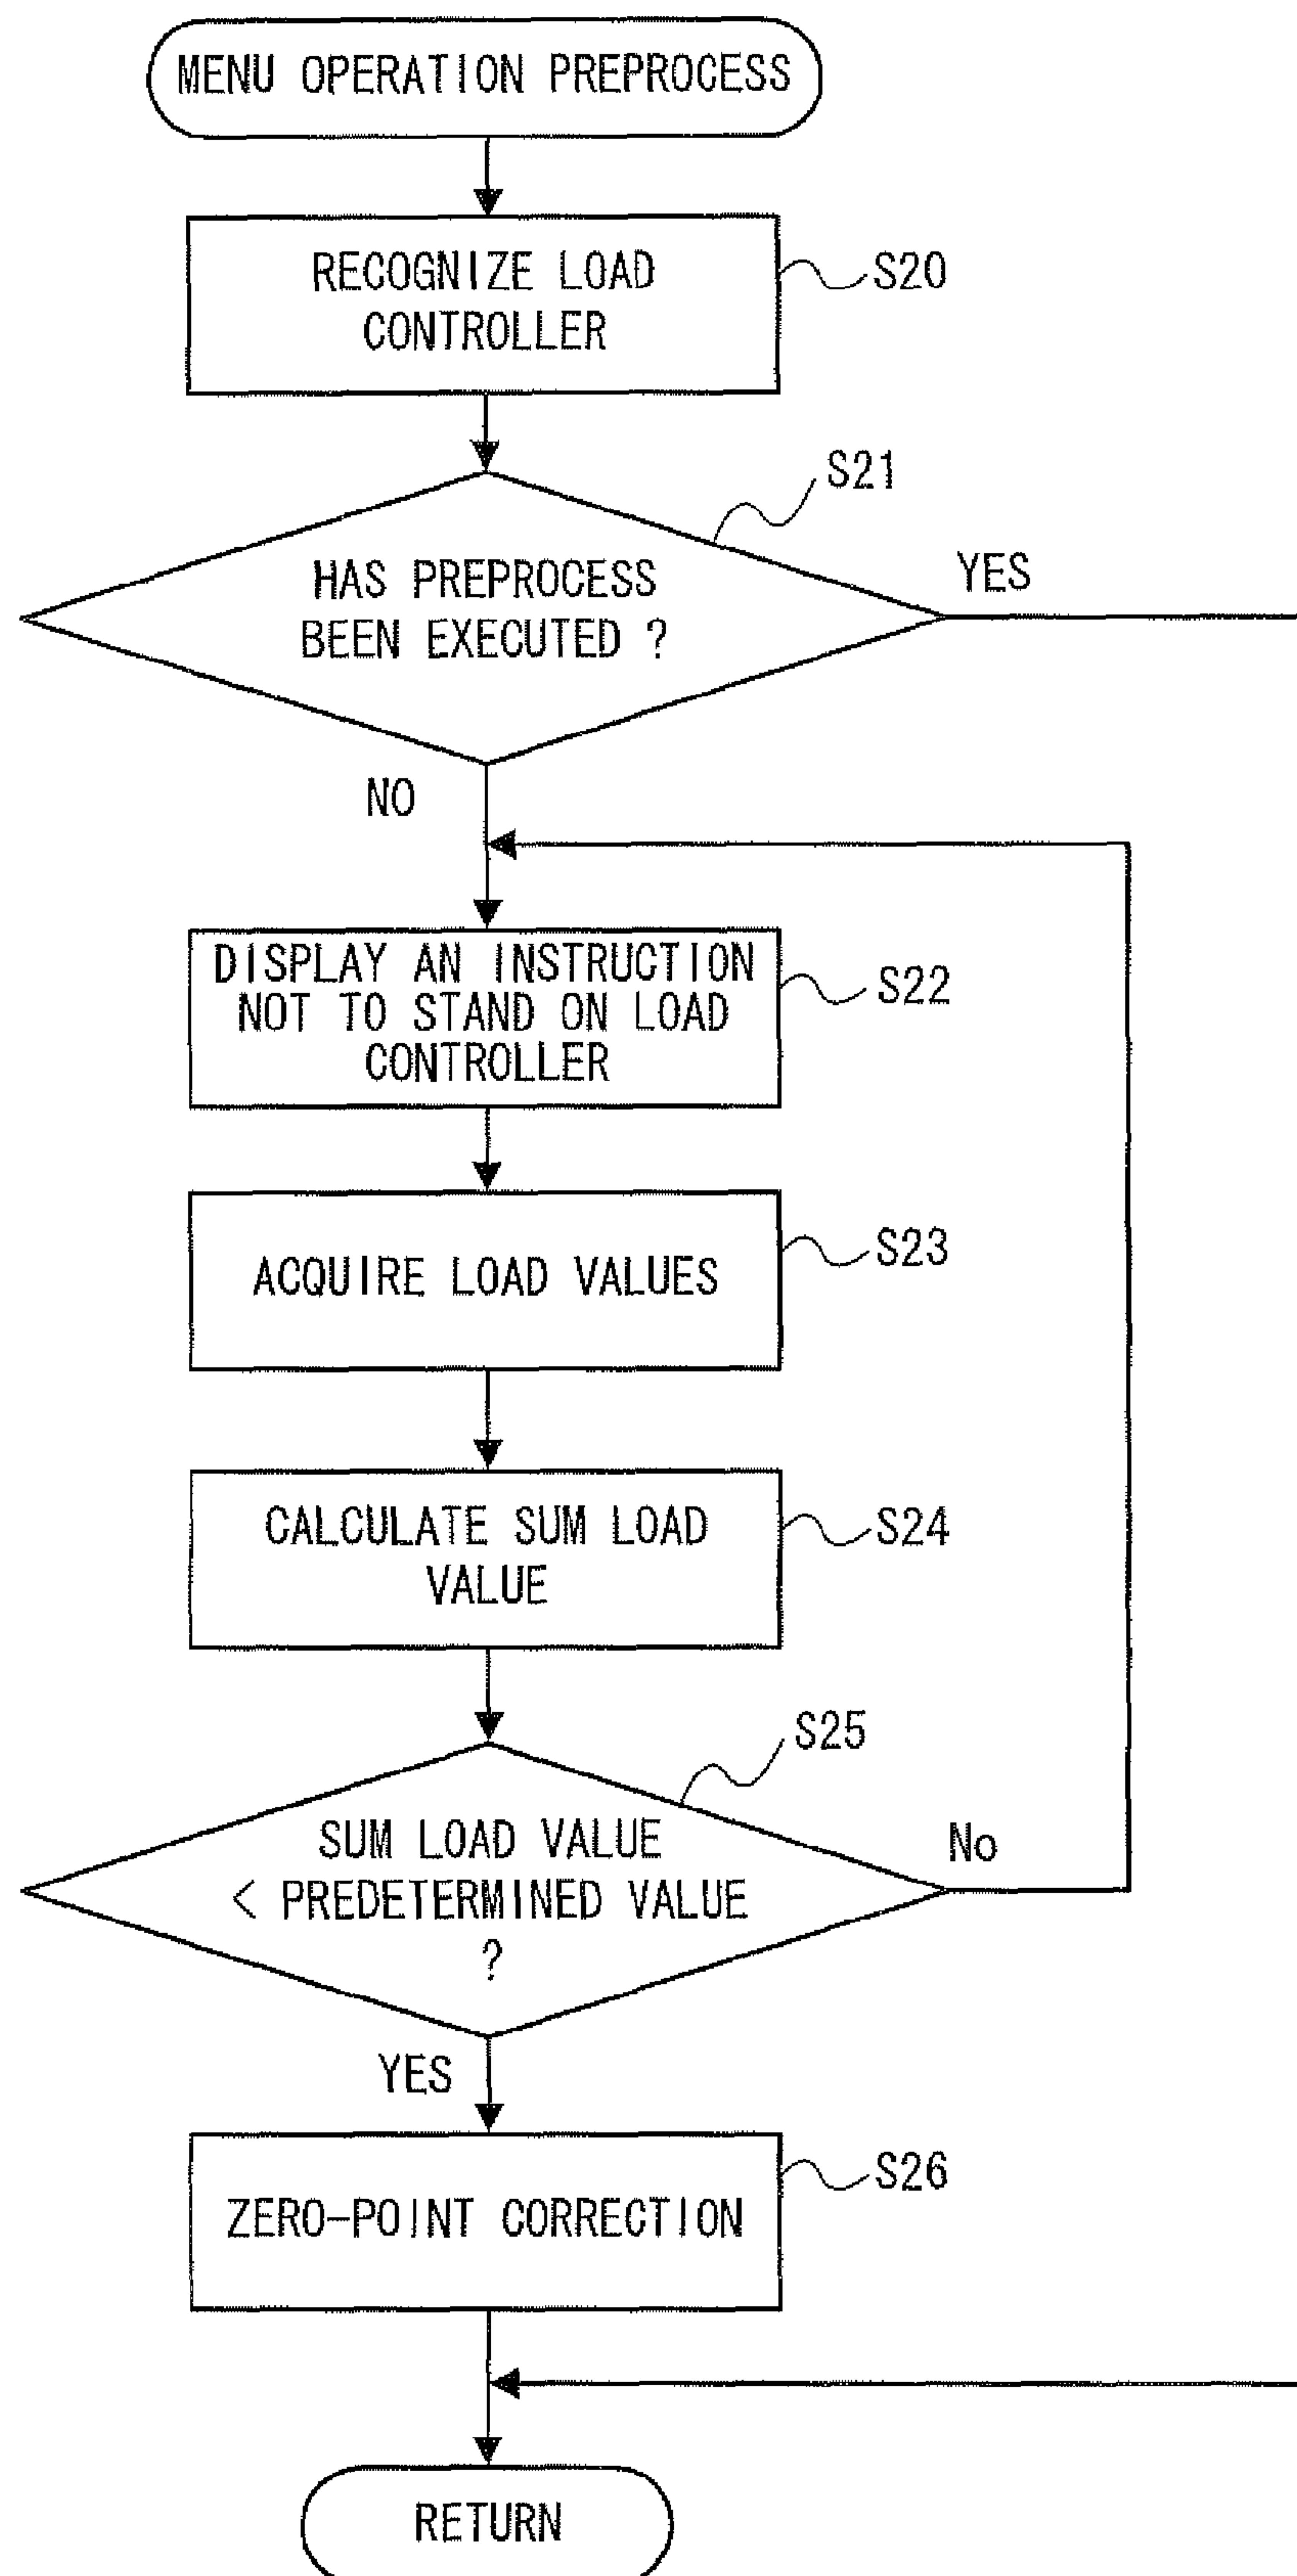 MENU OPERATION PREPROCESS
RECOGNIZE LOAD
CONTROLLER
S20
S21
HAS PREPROCESS
BEEN EXECUTED ?
YES
NO
DISPLAY AN INSTRUCTION
NOT TO STAND ON LOAD
CONTROLLER
S22
ACQUIRE LOAD VALUES
S23
CALCULATE SUM LOAD
VALUE
S24
S25
SUM LOAD VALUE
< PREDETERMINED VALUE
?
No
YES
ZERO-POINT CORRECTION
S26
RETURN